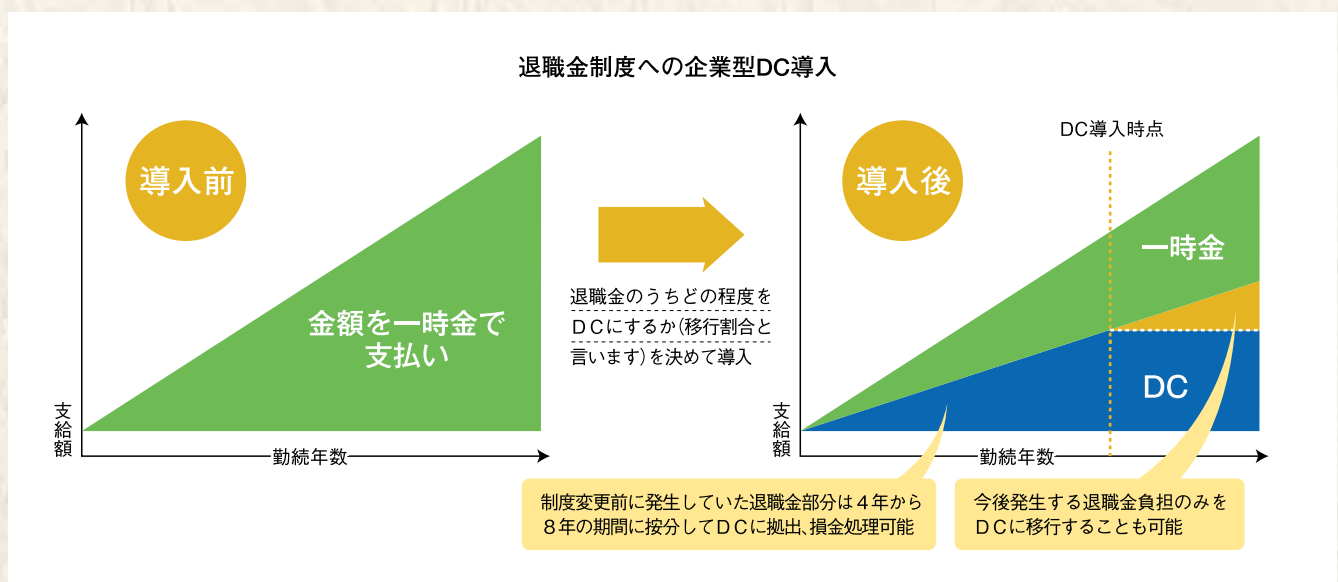 退職金制度への企業型DC導入
導入前
金額を一時金で
支払い
支給額
勤続年数
退職金のうちどの程度を
DCにするか(移行割合と
言います)を決めて導入
導入後
DC導入時点
一時金
DC
支給額
勤続年数
制度変更前に発生していた退職金部分は4年から
8年の期間に按分してDCに拠出、損金処理可能
今後発生する退職金負担のみを
DCに移行することも可能